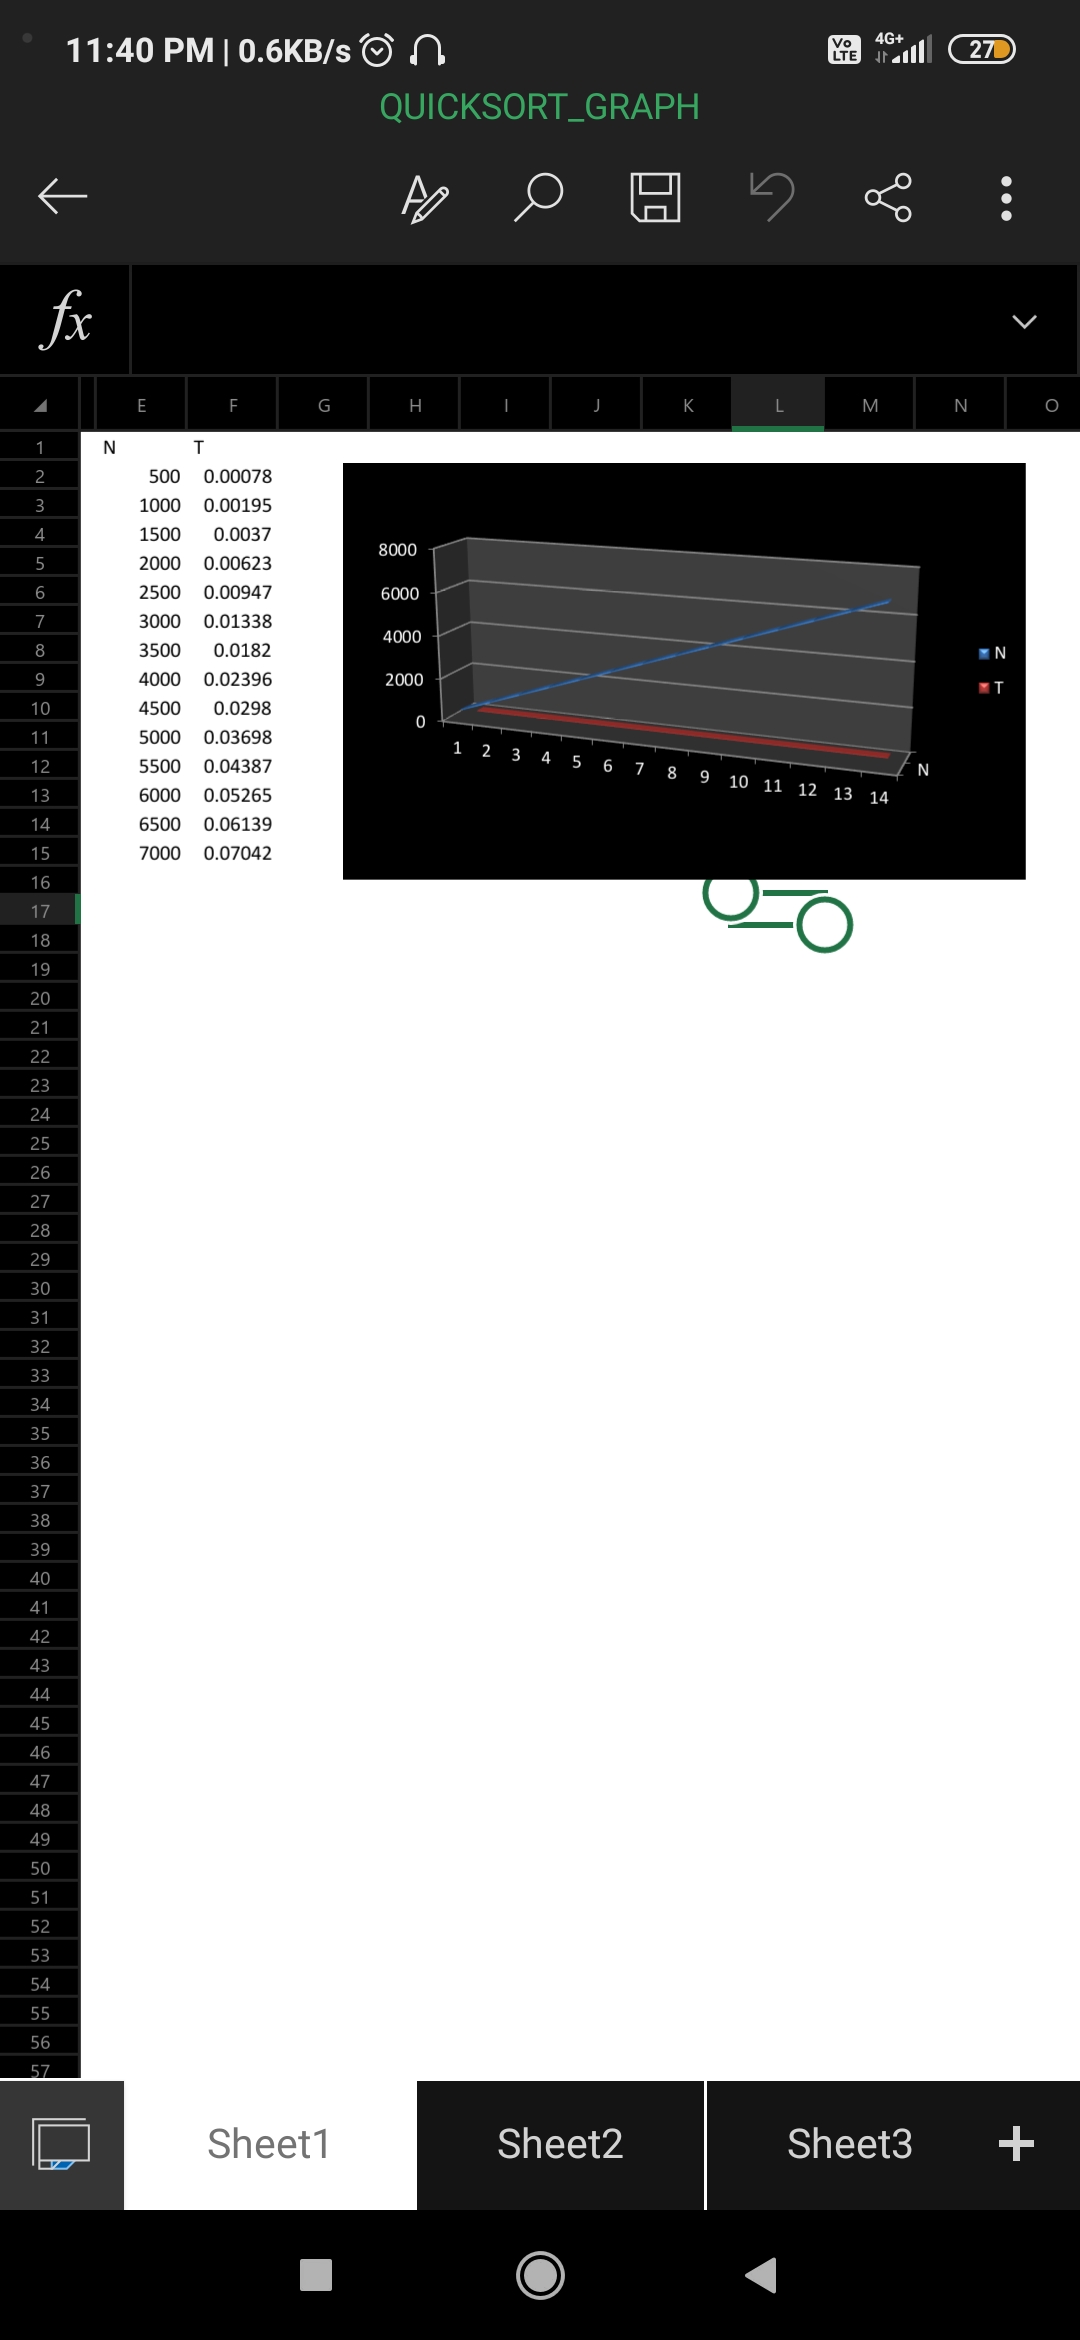 11:40 PM | 0.6KB/s
Vo LTE 4G+ 27
QUICKSORT_GRAPH
fx
E F G H I J K L M N O
1 N T
2 500 0.00078
3 1000 0.00195
4 1500 0.0037
5 2000 0.00623
6 2500 0.00947
7 3000 0.01338
8 3500 0.0182
9 4000 0.02396
10 4500 0.0298
11 5000 0.03698
12 5500 0.04387
13 6000 0.05265
14 6500 0.06139
15 7000 0.07042
8000
6000
4000
2000
0
1 2 3 4 5 6 7 8 9 10 11 12 13 14
N
N
T
16
17
18
19
20
21
22
23
24
25
26
27
28
29
30
31
32
33
34
35
36
37
38
39
40
41
42
43
44
45
46
47
48
49
50
51
52
53
54
55
56
57
Sheet1 Sheet2 Sheet3 +